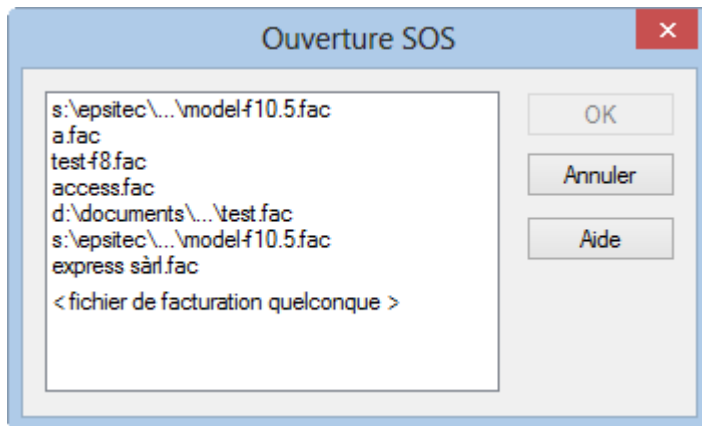 Ouverture SOS
s:\epsitec\...\model-f10.5.fac
a.fac
test-f8.fac
access.fac
d:\documents\...\test.fac
s:\epsitec\...\model-f10.5.fac
express sàrl.fac
< fichier de facturation quelconque >
OK
Annuler
Aide